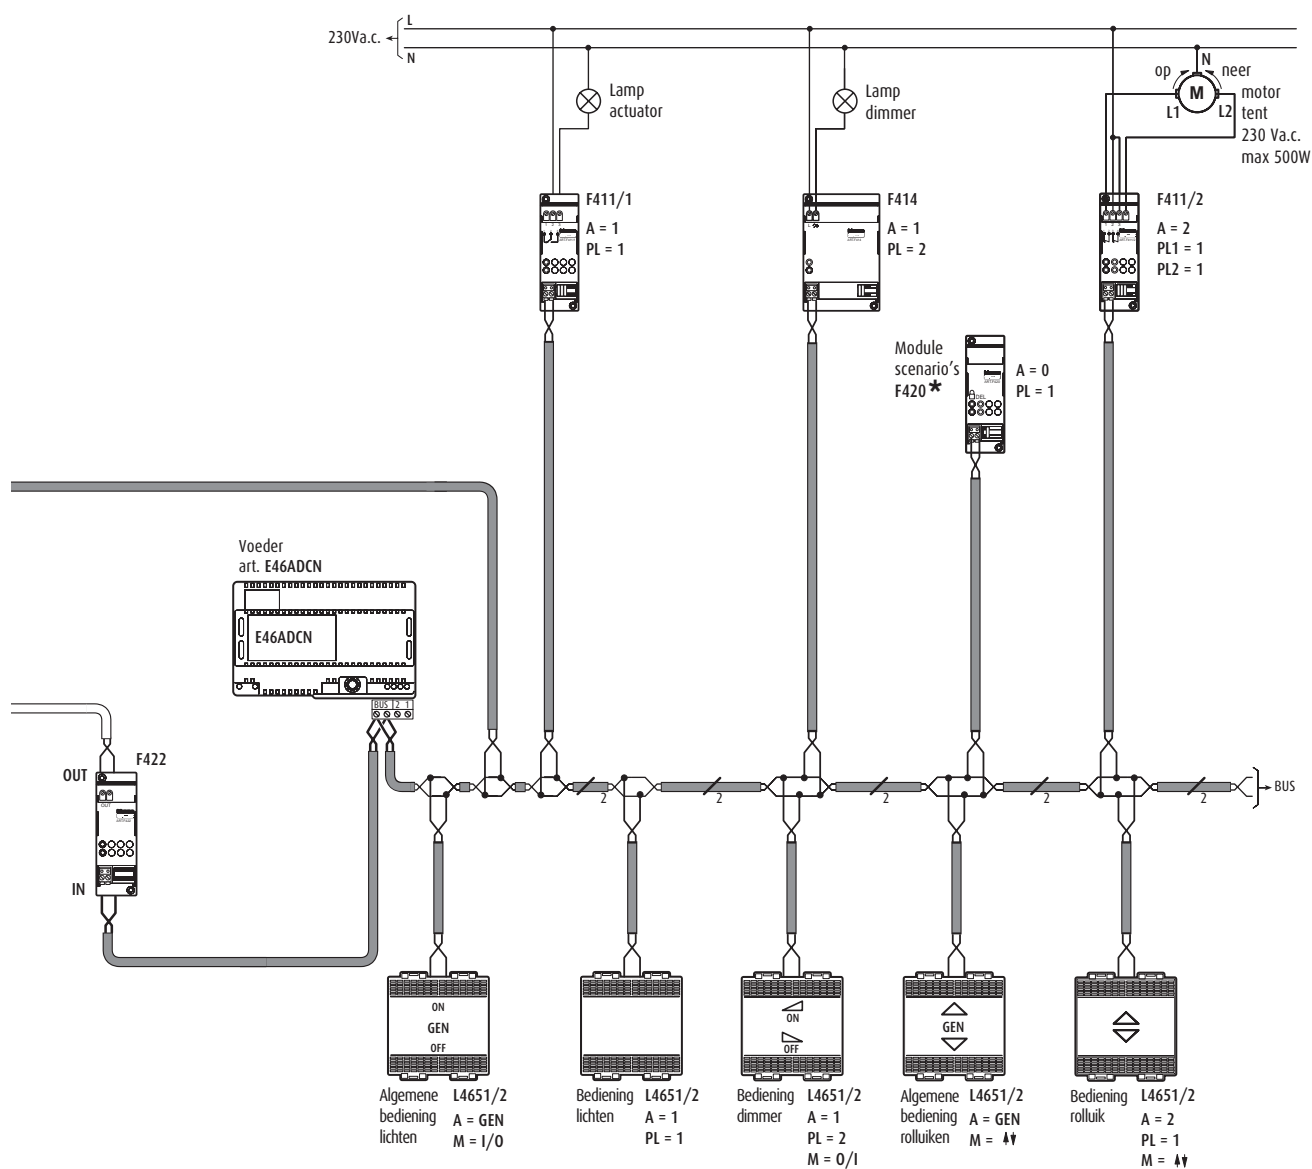 L
230Va.c.
N
Lamp
actuator
Lamp
dimmer
N
op
neer
M
L1
L2
motor
tent
230 Va.c.
max 500W
F411/1
A = 1
PL = 1
F414
A = 1
PL = 2
F411/2
A = 2
PL1 = 1
PL2 = 1
Module
scenario's
F420*
DEL
A = 0
PL = 1
Voeder
art. E46ADCN
E46ADCN
BUS 2 1
F422
OUT
OUT
IN
2
2
2
2
2
BUS
ON
GEN
OFF
ON
OFF
GEN
Algemene
bediening
lichten
L4651/2
A = GEN
M = I/O
Bediening
lichten
L4651/2
A = 1
PL = 1
Bediening
dimmer
L4651/2
A = 1
PL = 2
M = O/I
Algemene
bediening
rolluiken
L4651/2
A = GEN
M =
Bediening
rolluik
L4651/2
A = 2
PL = 1
M =